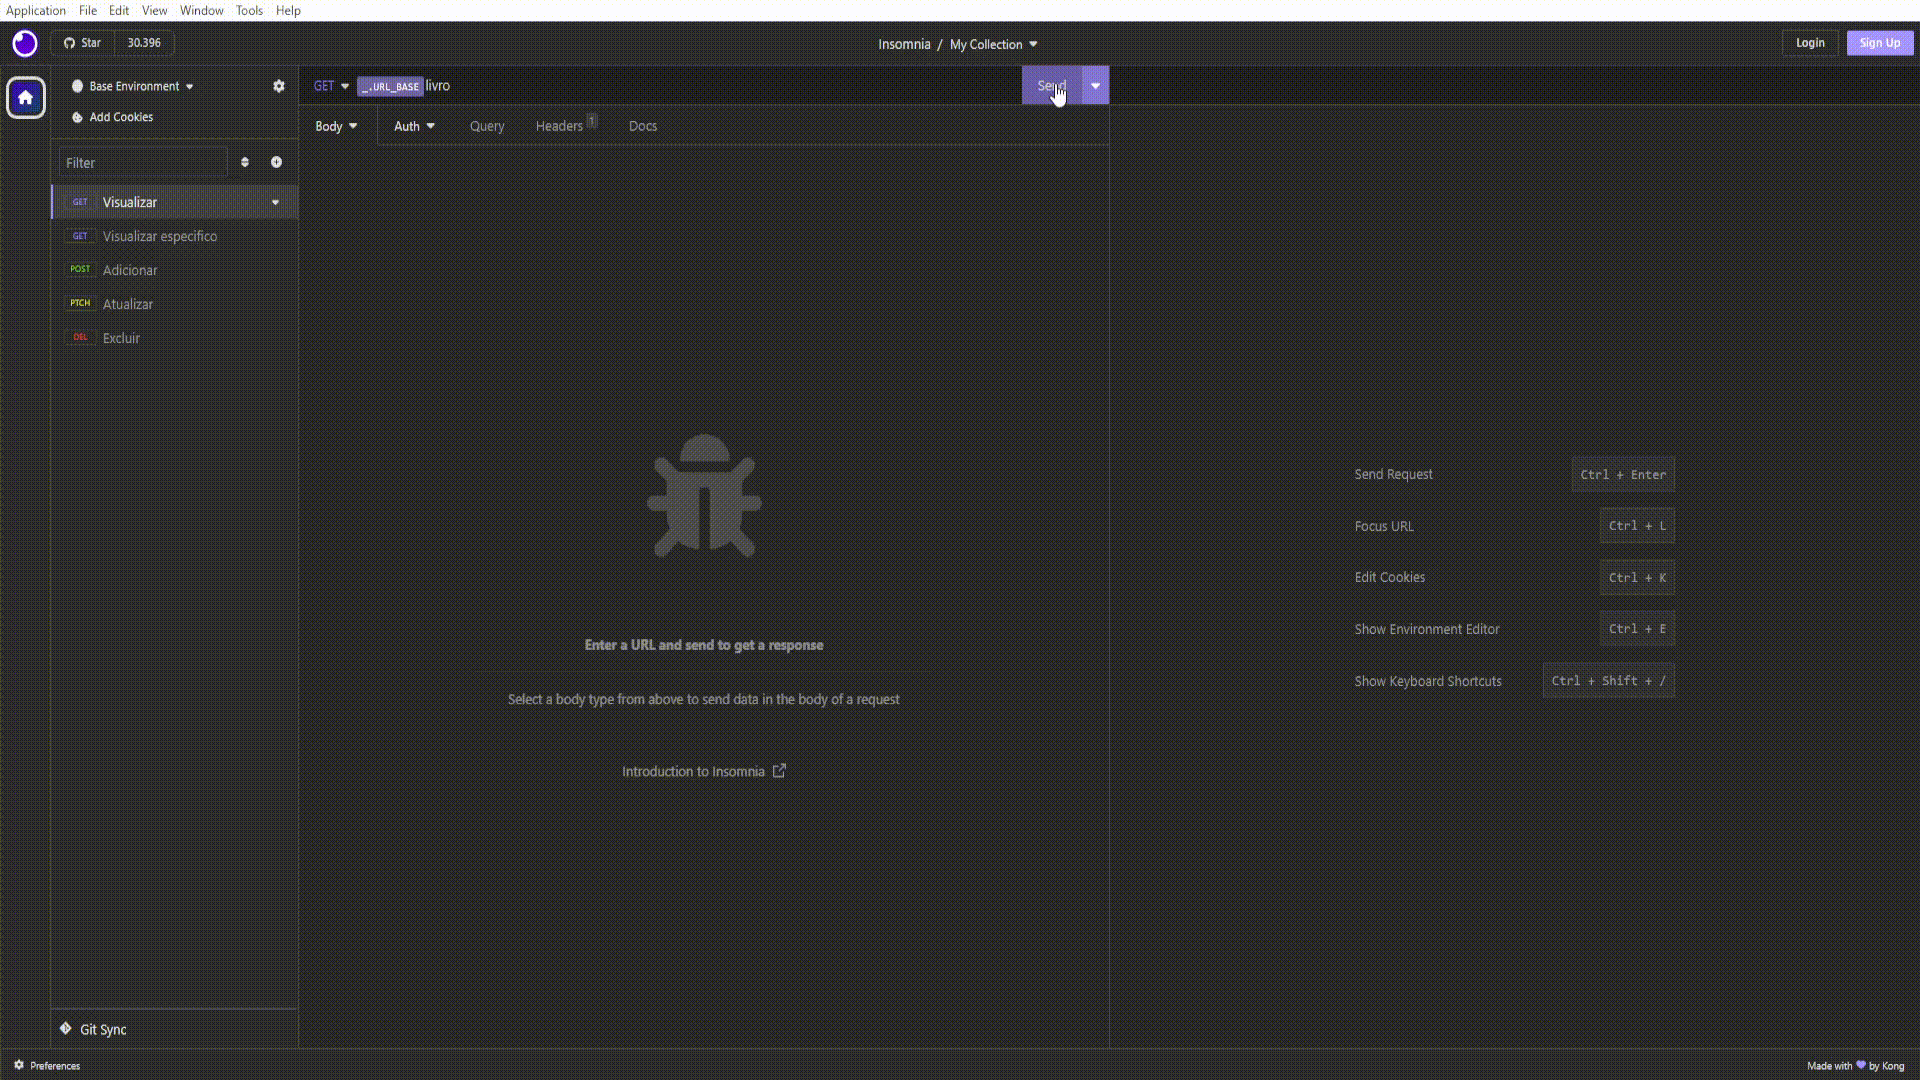 Application File Edit View Window Tools Help
Star 30.396
Insomnia / My Collection
Login Sign Up
Base Environment
Add Cookies
Filter
GET Visualizar
GET Visualizar especifico
POST Adicionar
PTCH Atualizar
DEL Excluir
Git Sync
GET _.URL_BASE livro
Send
Body Auth Query Headers 1 Docs
Enter a URL and send to get a response
Select a body type from above to send data in the body of a request
Introduction to Insomnia
Send Request Ctrl + Enter
Focus URL Ctrl + L
Edit Cookies Ctrl + K
Show Environment Editor Ctrl + E
Show Keyboard Shortcuts Ctrl + Shift + /
Preferences
Made with 💜 by Kong